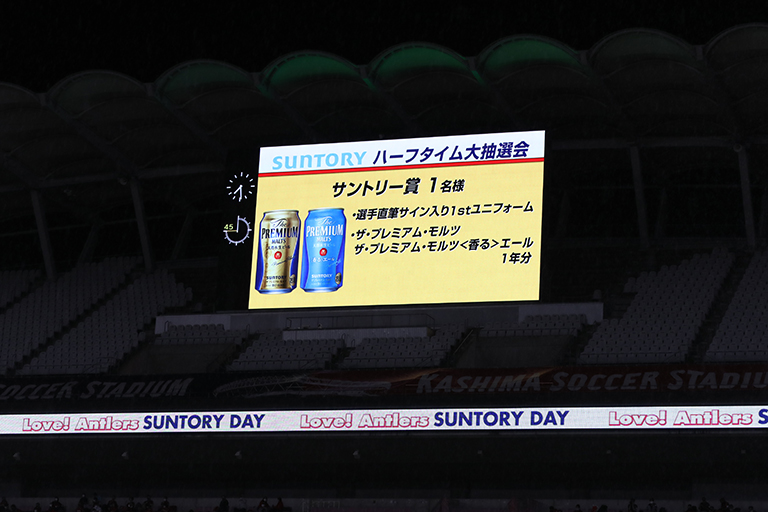 SUNTORY ハーフタイム大抽選会
サントリー賞 1名様
・選手直筆サイン入り1stユニフォーム
・ザ・プレミアム・モルツ
ザ・プレミアム・モルツ<香る>エール
1年分
The PREMIUM MALT'S
SUNTORY
The PREMIUM MALT'S
SUNTORY
45
SOCCER STADIUM
KASHIMA SOCCER STADIUM
Love! Antlers SUNTORY DAY Love! Antlers SUNTORY DAY Love! Antlers